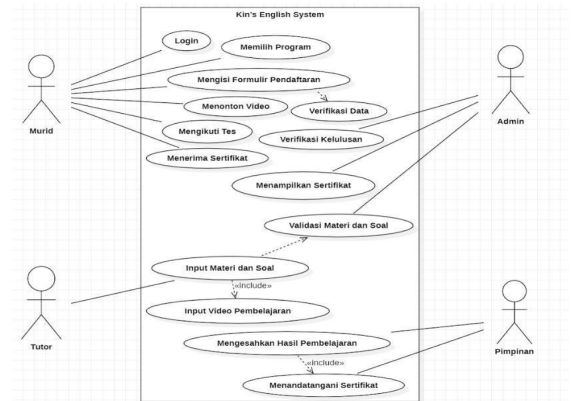 Kin's English System
Login
Memilih Program
Mengisi Formulir Pendaftaran
Menonton Video
Verifikasi Data
Murid
Admin
Mengikuti Tes
Verifikasi Kelulusan
Menerima Sertifikat
Menampilkan Sertifikat
Validasi Materi dan Soal
Input Materi dan Soal
«include»
Input Video Pembelajaran
Mengesahkan Hasil Pembelajaran
Tutor
Pimpinan
«include»
Menandatangani Sertifikat